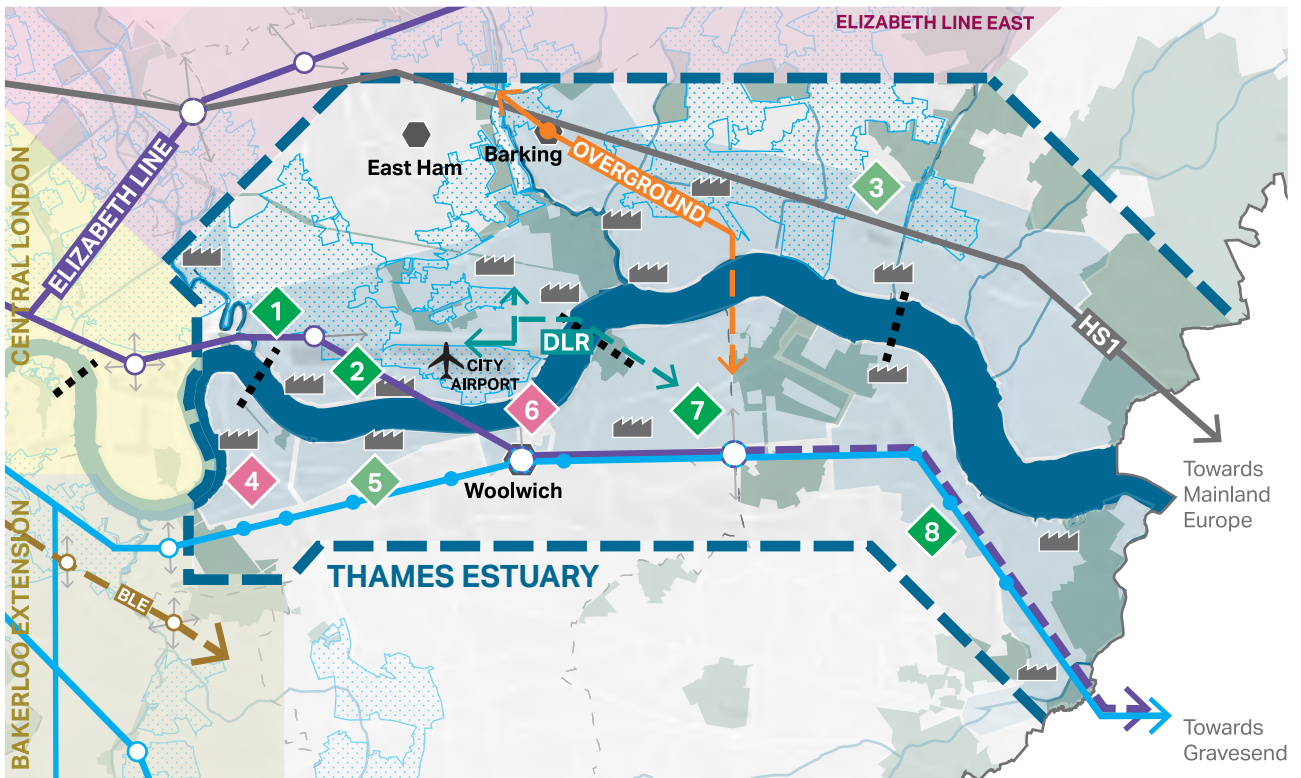 ELIZABETH LINE EAST
CENTRAL LONDON
ELIZABETH LINE
East Ham
Barking
OVERGROUND
3
1
2
CITY
AIRPORT
DLR
HS1
6
7
4
5
Woolwich
8
Towards
Mainland
Europe
THAMES ESTUARY
BAKERLOO EXTENSION
BLE
Towards
Gravesend